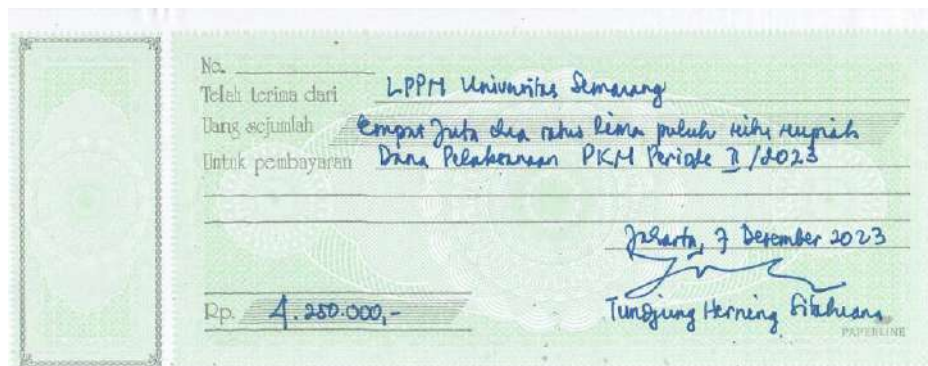 No.
Telah terima dari LPPM Universitas Semarang
Uang sejumlah Empat Juta dua ratus lima puluh ribu rupiah
Untuk pembayaran Dana Pelaksanaan PKM Periode II /2023
Jakarta, 7 Desember 2023
Rp. 4.250.000,-
Tundjung Herning Sitabuana
PAPERLINE